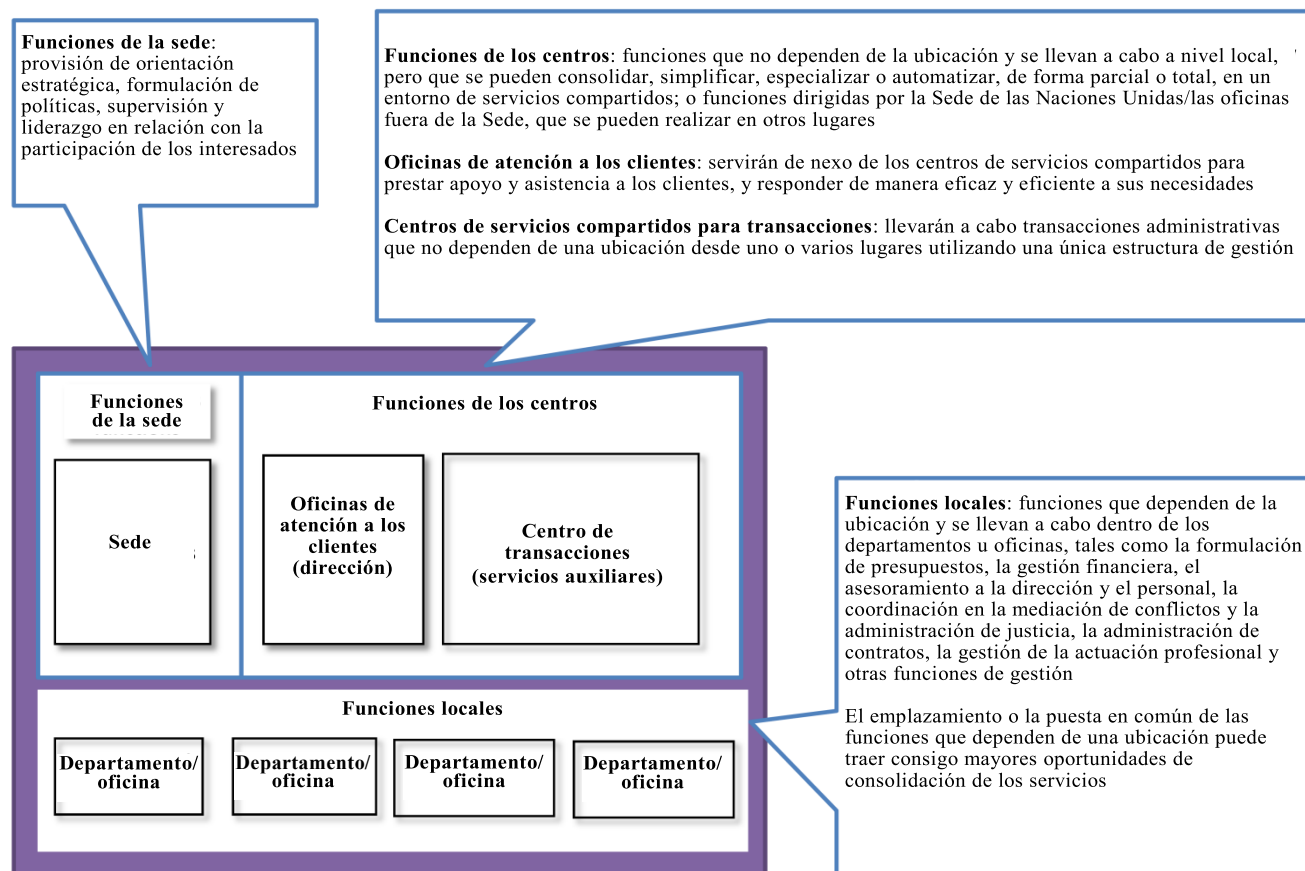 Funciones de la sede:
provisión de orientación
estratégica, formulación de
políticas, supervisión y
liderazgo en relación con la
participación de los interesados
Funciones de los centros: funciones que no dependen de la ubicación y se llevan a cabo a nivel local,
pero que se pueden consolidar, simplificar, especializar o automatizar, de forma parcial o total, en un
entorno de servicios compartidos; o funciones dirigidas por la Sede de las Naciones Unidas/las oficinas
fuera de la Sede, que se pueden realizar en otros lugares
Oficinas de atención a los clientes: servirán de nexo de los centros de servicios compartidos para
prestar apoyo y asistencia a los clientes, y responder de manera eficaz y eficiente a sus necesidades
Centros de servicios compartidos para transacciones: llevarán a cabo transacciones administrativas
que no dependen de una ubicación desde uno o varios lugares utilizando una única estructura de gestión
Funciones
de la sede
Funciones de los centros
Sede
Oficinas de
atención a los
clientes
(dirección)
Centro de
transacciones
(servicios auxiliares)
Funciones locales
Departamento/
oficina
Departamento/
oficina
Departamento/
oficina
Departamento/
oficina
Funciones locales: funciones que dependen de la
ubicación y se llevan a cabo dentro de los
departamentos u oficinas, tales como la formulación
de presupuestos, la gestión financiera, el
asesoramiento a la dirección y el personal, la
coordinación en la mediación de conflictos y la
administración de justicia, la administración de
contratos, la gestión de la actuación profesional y
otras funciones de gestión
El emplazamiento o la puesta en común de las
funciones que dependen de una ubicación puede
traer consigo mayores oportunidades de
consolidación de los servicios